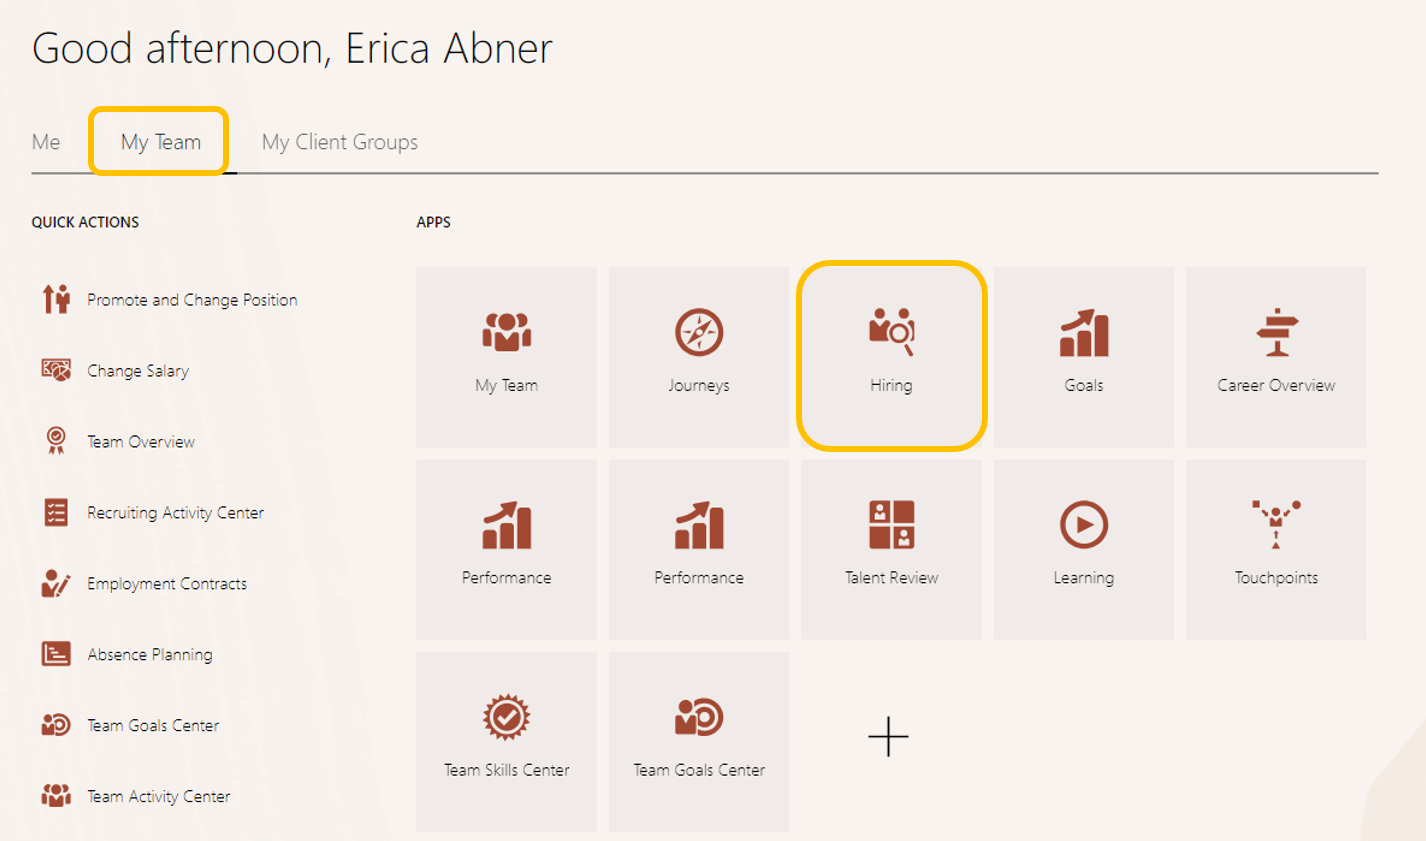 Good afternoon, Erica Abner
Me
My Team
My Client Groups
QUICK ACTIONS
Promote and Change Position
Change Salary
Team Overview
Recruiting Activity Center
Employment Contracts
Absence Planning
Team Goals Center
Team Activity Center
APPS
My Team
Journeys
Hiring
Goals
Career Overview
Performance
Performance
Talent Review
Learning
Touchpoints
Team Skills Center
Team Goals Center